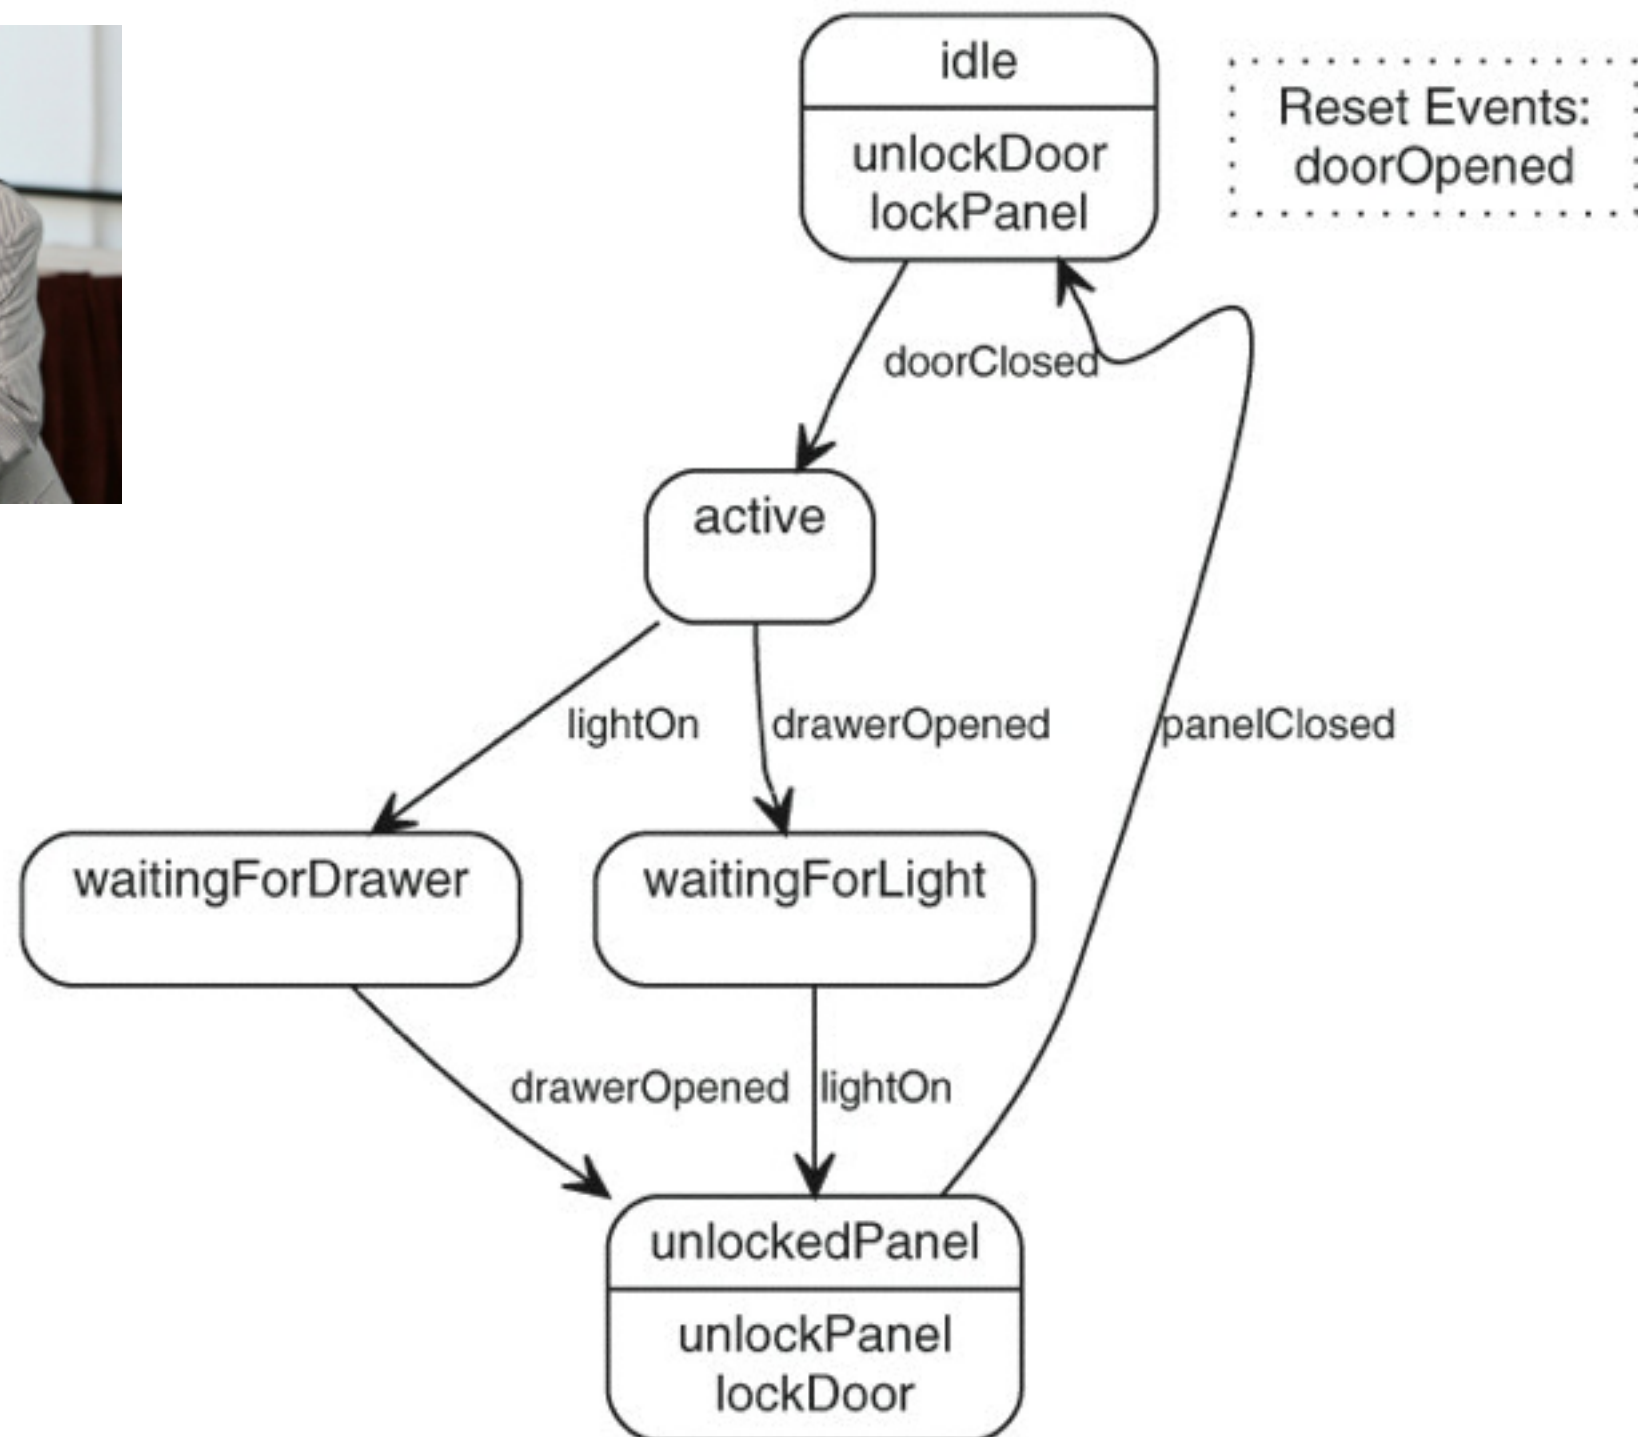 idle
unlockDoor
lockPanel
Reset Events:
doorOpened
doorClosed
active
lightOn
drawerOpened
panelClosed
waitingForDrawer
waitingForLight
drawerOpened
lightOn
unlockedPanel
unlockPanel
lockDoor